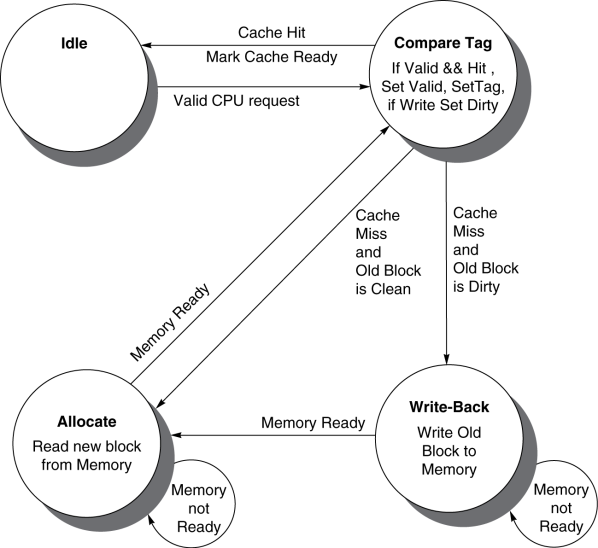 Idle
Cache Hit
Mark Cache Ready
Valid CPU request
Compare Tag
If Valid && Hit ,
Set Valid, SetTag,
if Write Set Dirty
Cache
Miss
and
Old Block
is Clean
Cache
Miss
and
Old Block
is Dirty
Memory Ready
Allocate
Read new block
from Memory
Memory
not
Ready
Memory Ready
Write-Back
Write Old
Block to
Memory
Memory
not
Ready